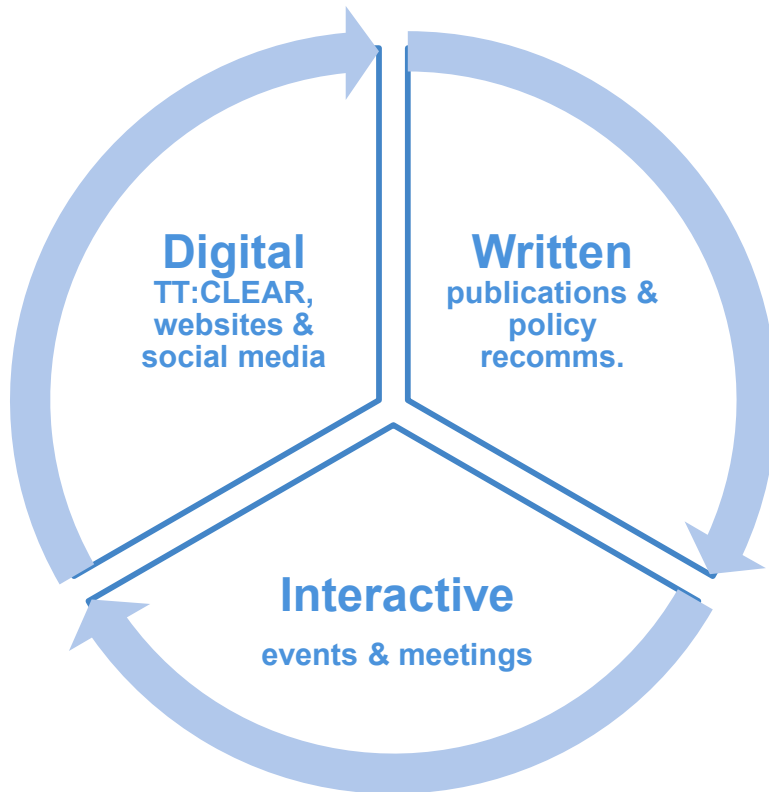 Digital
TT:CLEAR,
websites &
social media
Written
publications &
policy
recomms.
Interactive
events & meetings